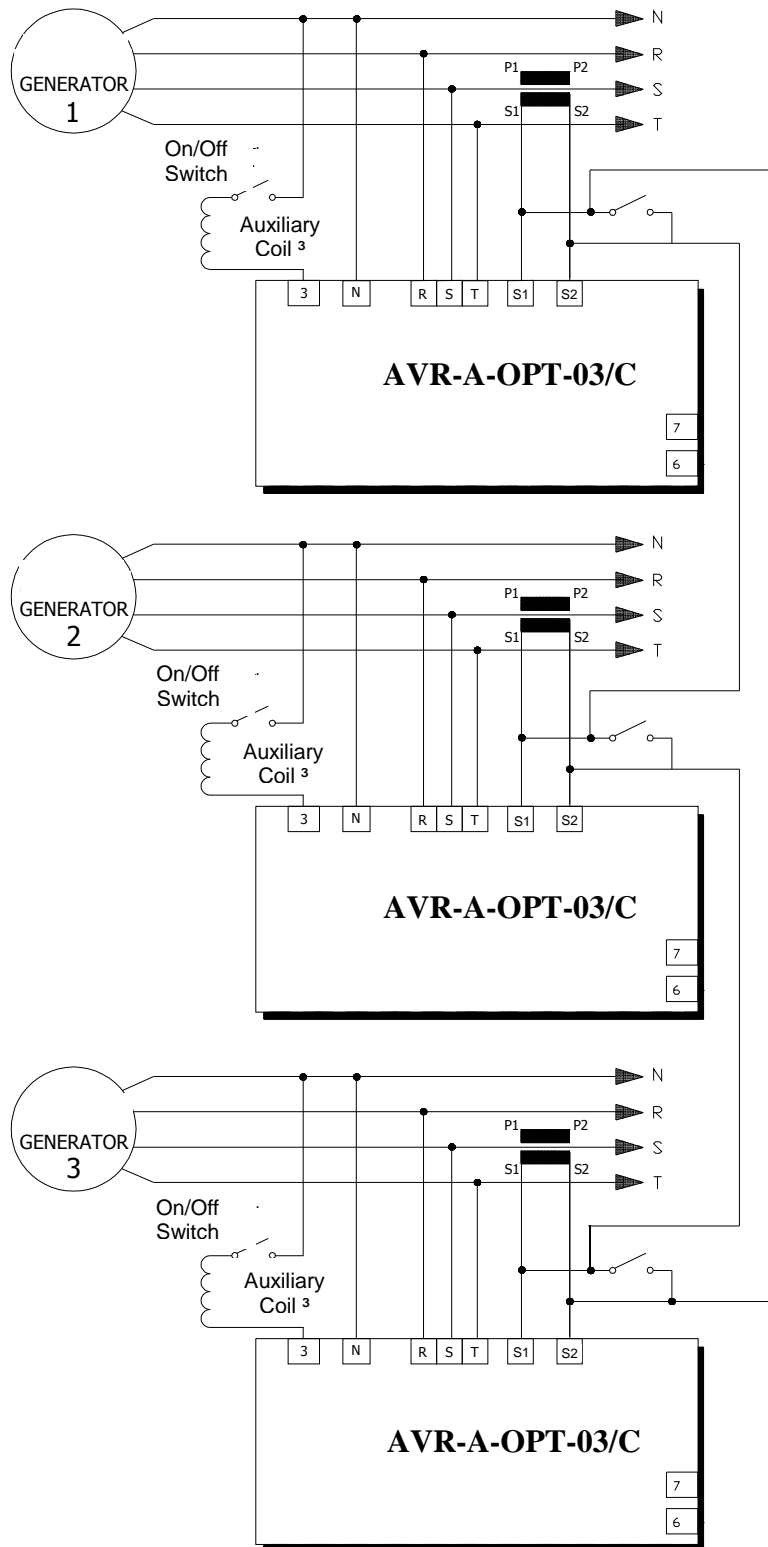 N
R
P1 P2
GENERATOR
S
1
S1 S2
T
On/Off
Switch
Auxiliary
Coil ³
3 N R S T S1 S2
AVR-A-OPT-03/C
7
6
N
R
P1 P2
GENERATOR
S
2
S1 S2
T
On/Off
Switch
Auxiliary
Coil ³
3 N R S T S1 S2
AVR-A-OPT-03/C
7
6
N
R
P1 P2
GENERATOR
S
3
S1 S2
T
On/Off
Switch
Auxiliary
Coil ³
3 N R S T S1 S2
AVR-A-OPT-03/C
7
6